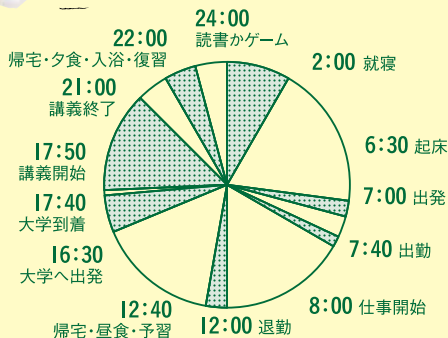 24:00
読書かゲーム
2:00 就寝
6:30 起床
7:00 出発
7:40 出勤
8:00 仕事開始
12:00 退勤
12:40
帰宅・昼食・予習
16:30
大学へ出発
17:40
大学到着
17:50
講義開始
21:00
講義終了
22:00
帰宅・夕食・入浴・復習